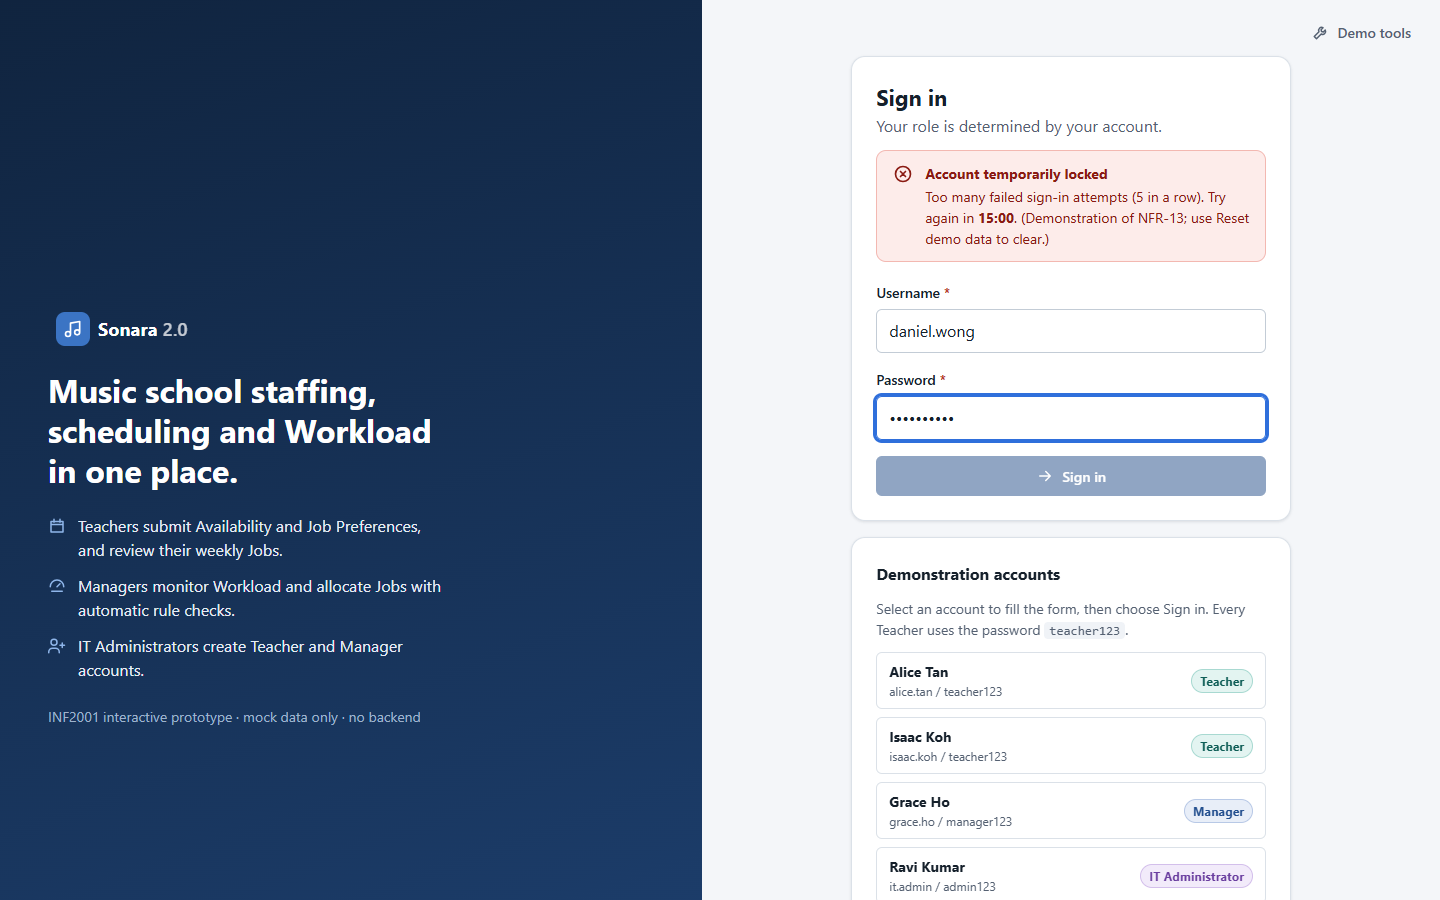 Demo tools
Sonara 2.0
Music school staffing,
scheduling and Workload
in one place.
Teachers submit Availability and Job Preferences,
and review their weekly Jobs.
Managers monitor Workload and allocate Jobs with
automatic rule checks.
IT Administrators create Teacher and Manager
accounts.
INF2001 interactive prototype · mock data only · no backend
Sign in
Your role is determined by your account.
Account temporarily locked
Too many failed sign-in attempts (5 in a row). Try
again in 15:00. (Demonstration of NFR-13; use Reset
demo data to clear.)
Username *
daniel.wong
Password *
••••••••••
Sign in
Demonstration accounts
Select an account to fill the form, then choose Sign in. Every
Teacher uses the password teacher123.
Alice Tan
Teacher
alice.tan / teacher123
Isaac Koh
Teacher
isaac.koh / teacher123
Grace Ho
Manager
grace.ho / manager123
Ravi Kumar
IT Administrator
it.admin / admin123